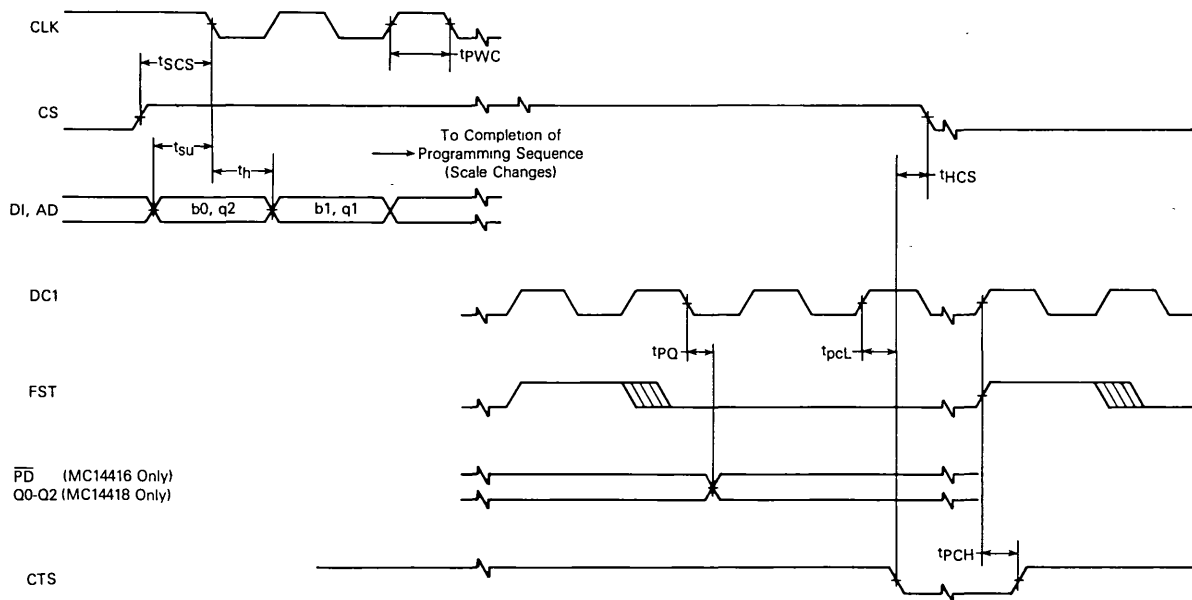 CLK
tSCS
tPWC
CS
tsu
th
To Completion of
Programming Sequence
(Scale Changes)
tHCS
DI, AD
b0, q2
b1, q1
DC1
tPQ
tpcL
FST
PD (MC14416 Only)
Q0-Q2 (MC14418 Only)
tPCH
CTS